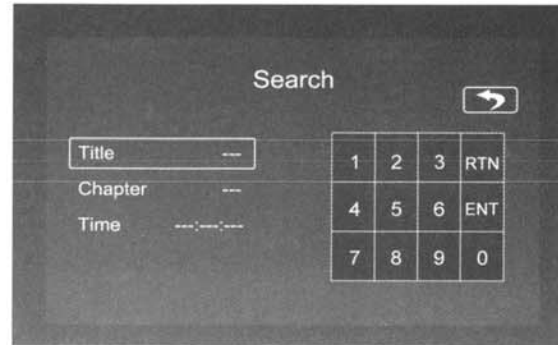 Search
Title ---
Chapter ---
Time ---:---:---
1 2 3 RTN
4 5 6 ENT
7 8 9 0